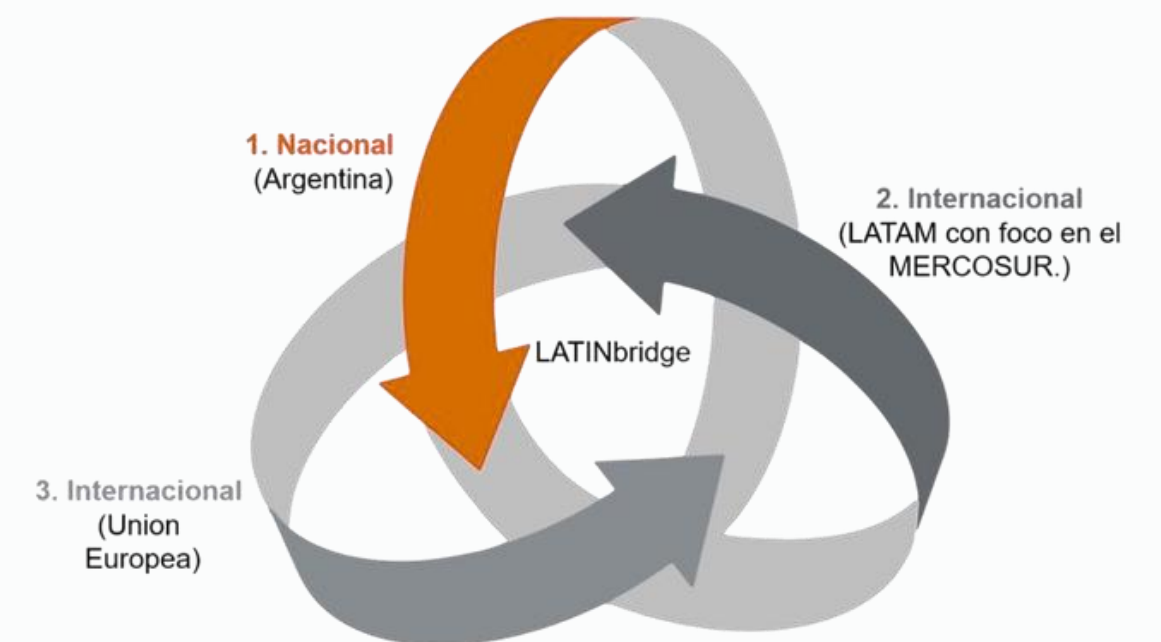 1. Nacional
(Argentina)
2. Internacional
(LATAM con foco en el
MERCOSUR.)
LATINbridge
3. Internacional
(Union
Europea)